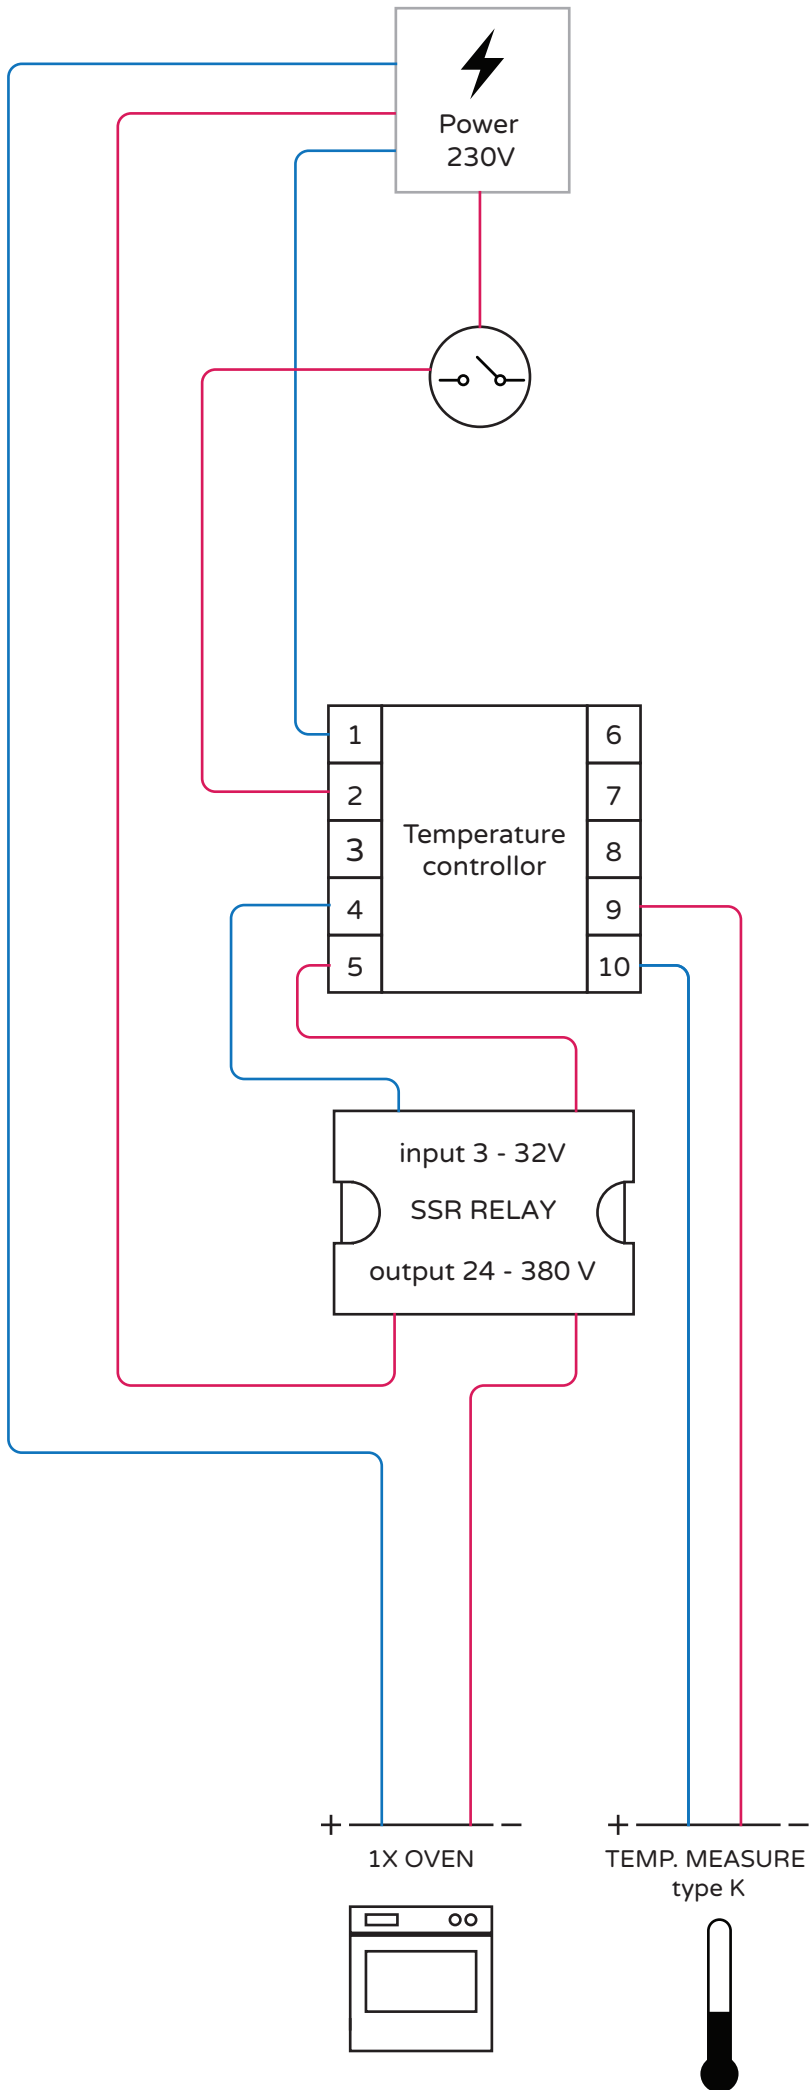 Power
230V
1
6
2
7
3
Temperature
controllor
8
4
9
5
10
input 3 - 32V
SSR RELAY
output 24 - 380 V
+ −
+ −
1X OVEN
TEMP. MEASURE
type K